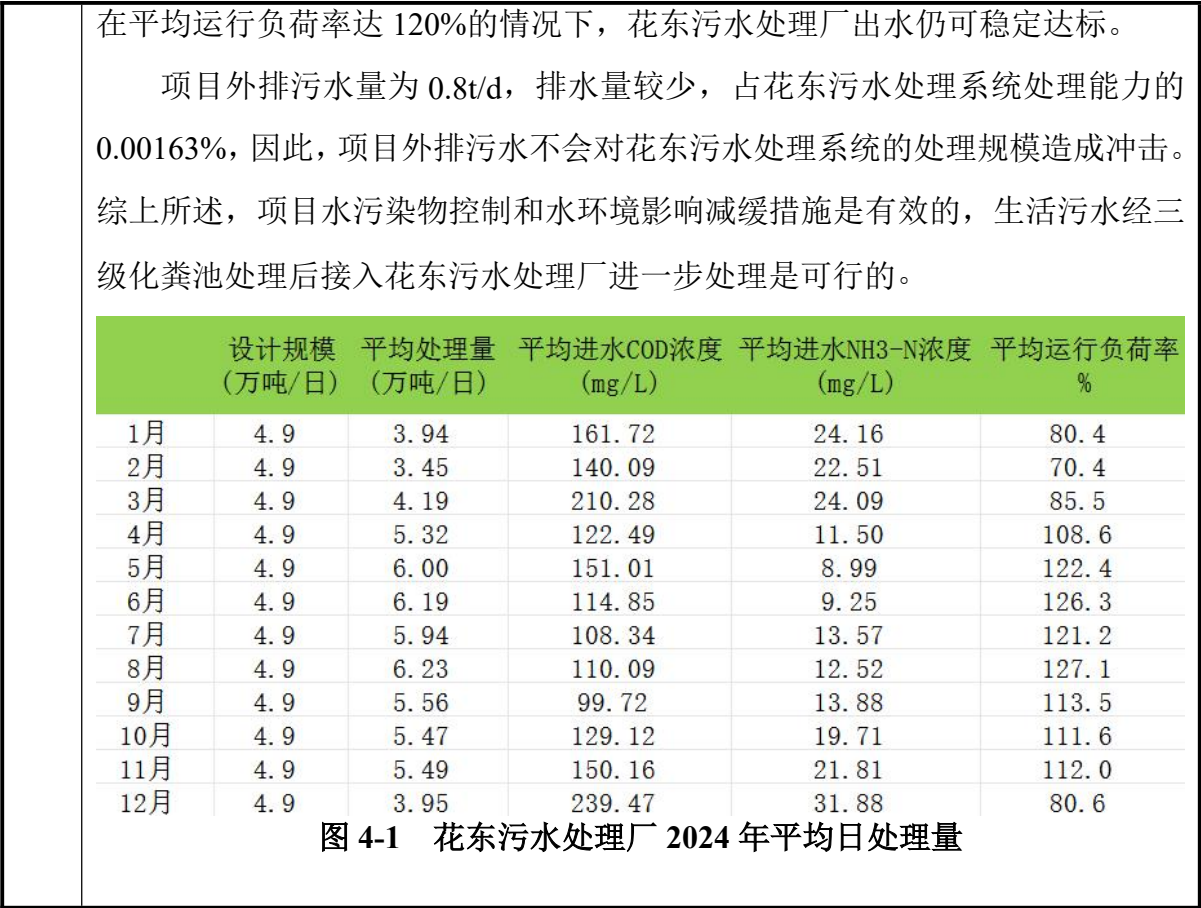 在平均运行负荷率达 120%的情况下，花东污水处理厂出水仍可稳定达标。
项目外排污水量为 0.8t/d，排水量较少，占花东污水处理系统处理能力的
0.00163%，因此，项目外排污水不会对花东污水处理系统的处理规模造成冲击。
综上所述，项目水污染物控制和水环境影响减缓措施是有效的，生活污水经三
级化粪池处理后接入花东污水处理厂进一步处理是可行的。
设计规模 平均处理量 平均进水COD浓度 平均进水NH3-N浓度 平均运行负荷率
(万吨/日) (万吨/日) (mg/L) (mg/L) %
1月 4.9 3.94 161.72 24.16 80.4
2月 4.9 3.45 140.09 22.51 70.4
3月 4.9 4.19 210.28 24.09 85.5
4月 4.9 5.32 122.49 11.50 108.6
5月 4.9 6.00 151.01 8.99 122.4
6月 4.9 6.19 114.85 9.25 126.3
7月 4.9 5.94 108.34 13.57 121.2
8月 4.9 6.23 110.09 12.52 127.1
9月 4.9 5.56 99.72 13.88 113.5
10月 4.9 5.47 129.12 19.71 111.6
11月 4.9 5.49 150.16 21.81 112.0
12月 4.9 3.95 239.47 31.88 80.6
图 4-1 花东污水处理厂 2024 年平均日处理量